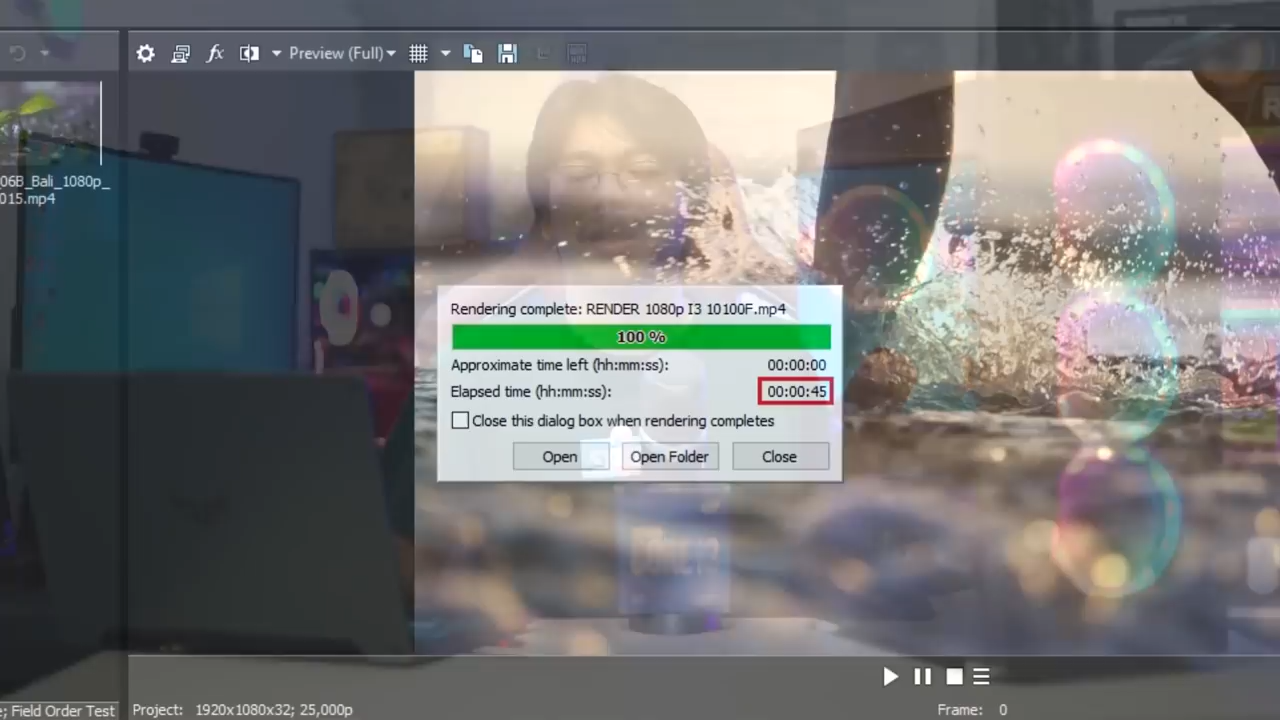 Preview (Full)
06B_Bali_1080p_
015.mp4
Rendering complete: RENDER 1080p I3 10100F.mp4
100 %
Approximate time left (hh:mm:ss): 00:00:00
Elapsed time (hh:mm:ss): 00:00:45
Close this dialog box when rendering completes
Open Open Folder Close
e; Field Order Test
Project: 1920x1080x32; 25,000p
Frame: 0